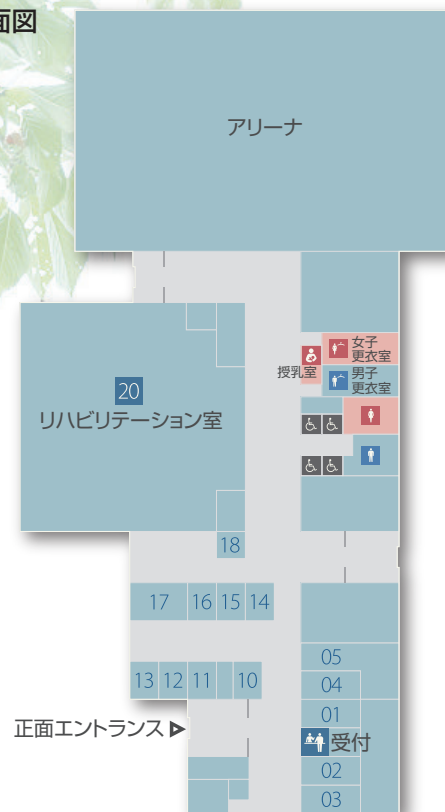 面図
アリーナ
女子
更衣室
授乳室
男子
更衣室
20
リハビリテーション室
18
17 16 15 14
05
13 12 11 10
04
01
正面エントランス
受付
02
03